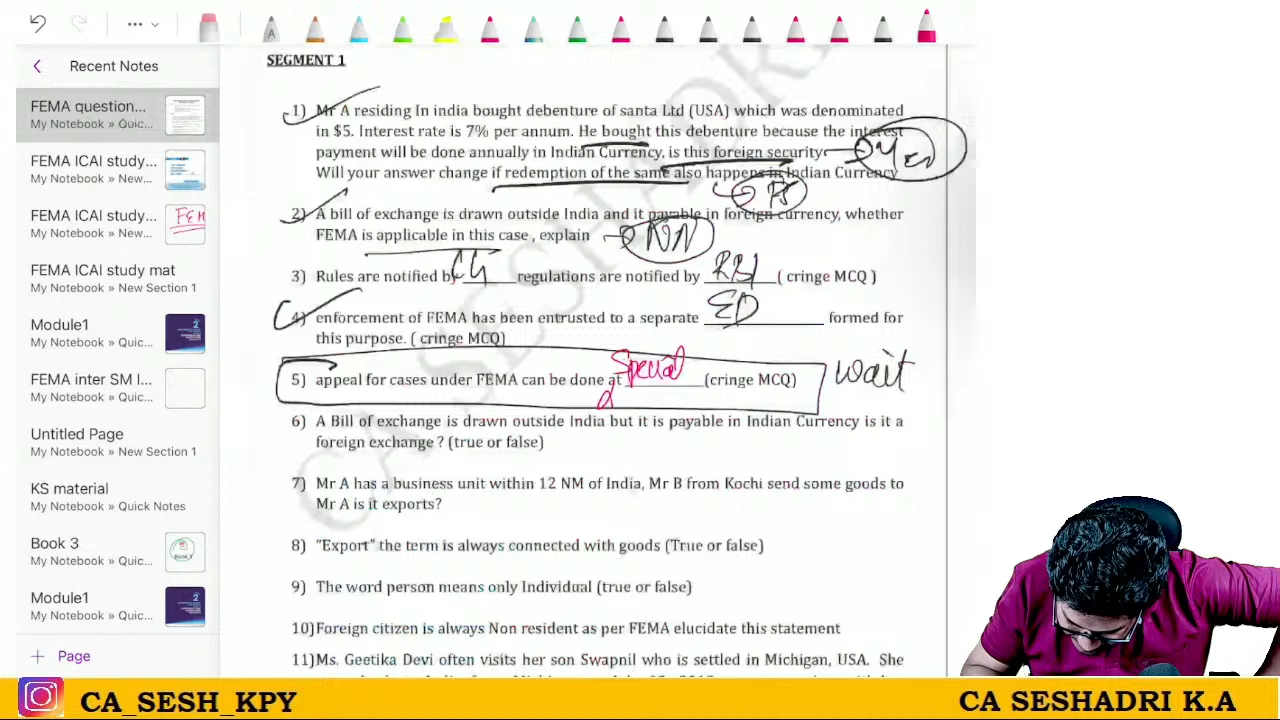 Recent Notes
FEMA question...
My Notebook » Quic...
FEMA ICAI study...
My Notebook » Quic...
FEMA ICAI study...
My Notebook » New...
FEM
FEMA ICAI study mat
My Notebook » New Section 1
Module1
My Notebook » Quic...
FEMA inter SM I...
My Notebook » Quic...
Untitled Page
My Notebook » New Section 1
KS material
My Notebook » Quick Notes
Book 3
My Notebook » Quic...
Module1
My Notebook » Quic...
+ Page
SEGMENT 1
1) Mr A residing In india bought debenture of santa Ltd (USA) which was denominated
in $5. Interest rate is 7% per annum. He bought this debenture because the interest
payment will be done annually in Indian Currency, is this foreign security
Yes
Will your answer change if redemption of the same also happens in Indian Currency
FS
2) A bill of exchange is drawn outside India and it payable in foreign currency, whether
FEMA is applicable in this case , explain
3) Rules are notified by CG regulations are notified by RBI ( cringe MCQ )
4) enforcement of FEMA has been entrusted to a separate ED formed for
this purpose. ( cringe MCQ)
5) appeal for cases under FEMA can be done at Special (cringe MCQ)
wait
6) A Bill of exchange is drawn outside India but it is payable in Indian Currency is it a
foreign exchange ? (true or false)
7) Mr A has a business unit within 12 NM of India, Mr B from Kochi send some goods to
Mr A is it exports?
8) “Export” the term is always connected with goods (True or false)
9) The word person means only Individual (true or false)
10)Foreign citizen is always Non resident as per FEMA elucidate this statement
11)Ms. Geetika Devi often visits her son Swapnil who is settled in Michigan, USA. She
CA SESHADRI
CA_SESH_KPY
CA SESHADRI K.A